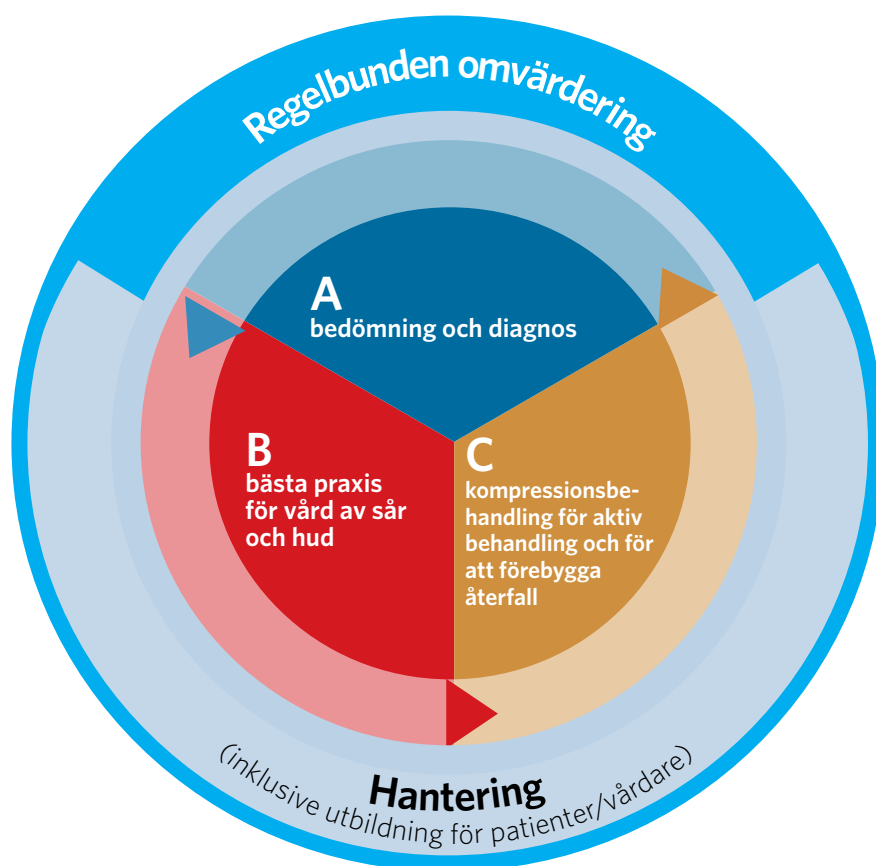 Regelbunden omvärdering
A
bedömning och diagnos
B
bästa praxis
för vård av sår
och hud
C
kompressionsbe-
handling för aktiv
behandling och för
att förebygga
återfall
Hantering
(inklusive utbildning för patienter/vårdare)